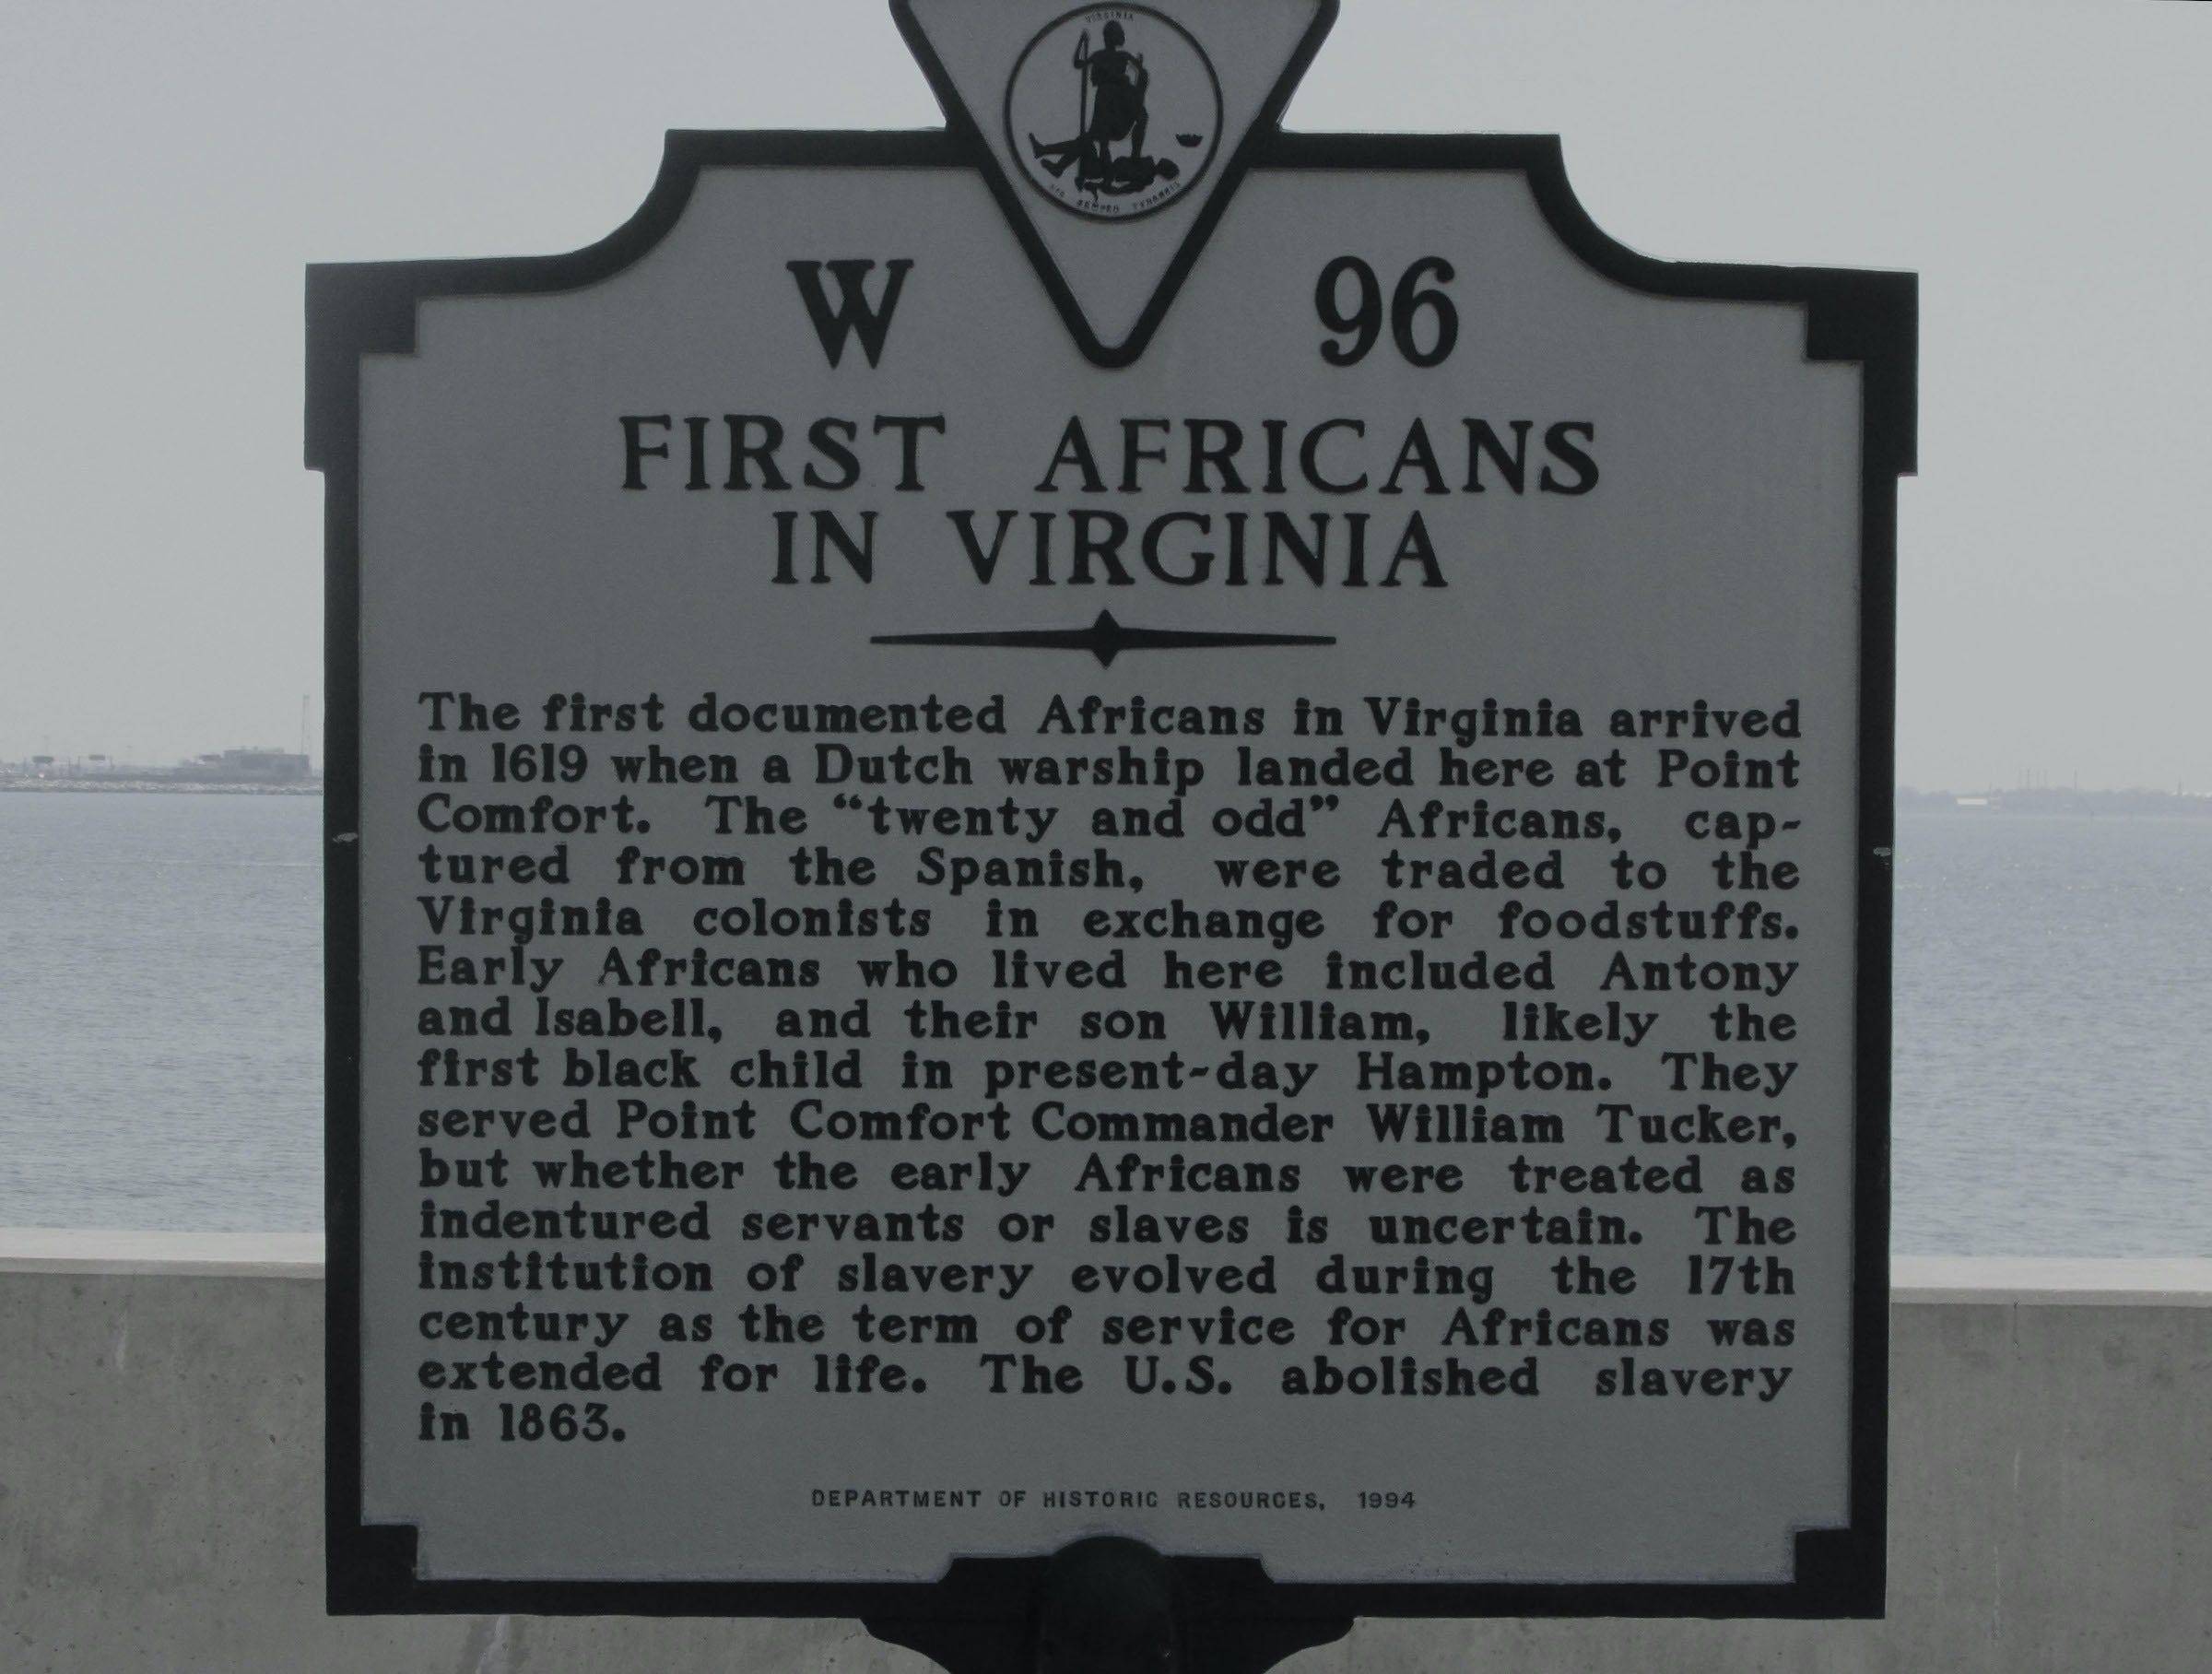 VIRGINIA
SIC SEMPER TYRANNIS
W 96
FIRST AFRICANS
IN VIRGINIA
The first documented Africans in Virginia arrived
in 1619 when a Dutch warship landed here at Point
Comfort. The “twenty and odd” Africans, cap-
tured from the Spanish, were traded to the
Virginia colonists in exchange for foodstuffs.
Early Africans who lived here included Antony
and Isabell, and their son William, likely the
first black child in present-day Hampton. They
served Point Comfort Commander William Tucker,
but whether the early Africans were treated as
indentured servants or slaves is uncertain. The
institution of slavery evolved during the 17th
century as the term of service for Africans was
extended for life. The U.S. abolished slavery
in 1863.
DEPARTMENT OF HISTORIC RESOURCES, 1994